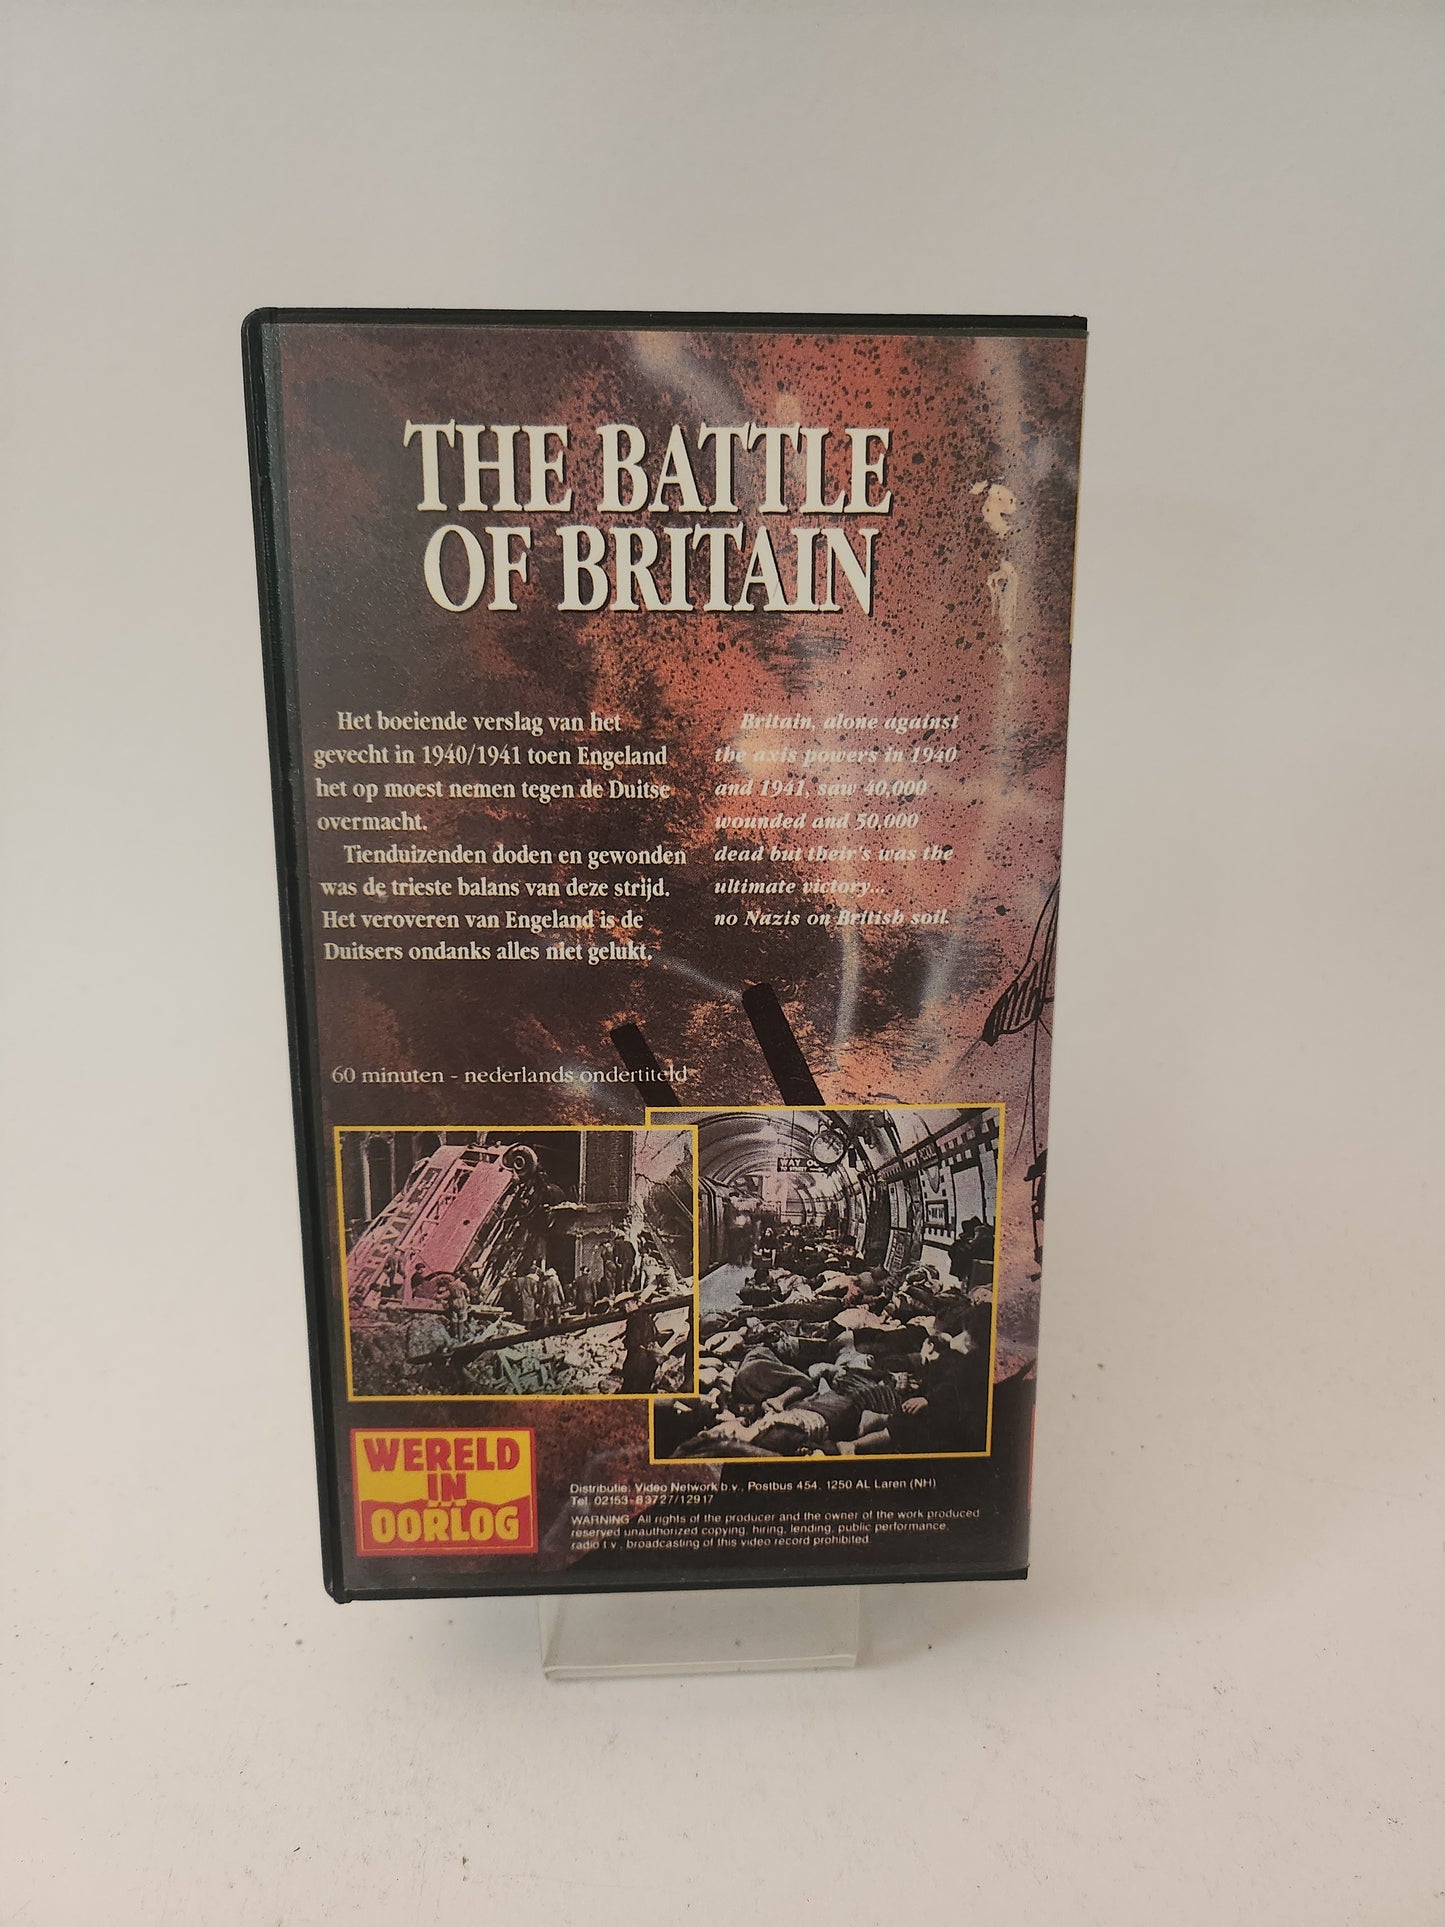 THE BATTLE
OF BRITAIN
Het boeiende verslag van het
gevecht in 1940/1941 toen Engeland
het op moest nemen tegen de Duitse
overmacht.
Tienduizenden doden en gewonden
was de trieste balans van deze strijd.
Het veroveren van Engeland is de
Duitsers ondanks alles niet gelukt.
Britain, alone against
the axis powers in 1940
and 1941, saw 40,000
wounded and 50,000
dead but their's was the
ultimate victory...
no Nazis on British soil.
60 minuten - nederlands ondertiteld
WAY
WERELD
IN
OORLOG
Distributie: Video Network b.v., Postbus 454, 1250 AL Laren (NH)
Tel. 02153-83727/12917
WARNING: All rights of the producer and the owner of the work produced
reserved unauthorized copying, hiring, lending, public performance,
radio t.v., broadcasting of this video record prohibited.